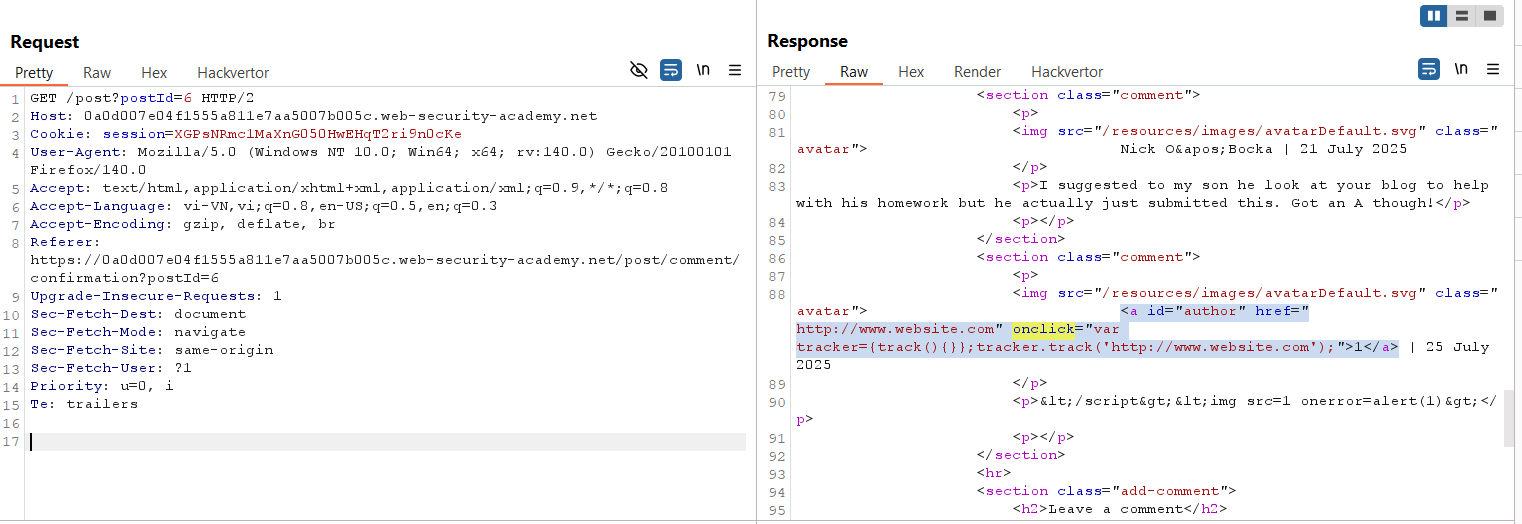 Request
Pretty Raw Hex Hackvertor \n
1 GET /post?postId=6 HTTP/2
2 Host: 0a0d007e04f1555a811e7aa5007b005c.web-security-academy.net
3 Cookie: session=XGPsNRmc1MaXnG05OHwEHqT2ri9n0cKe
4 User-Agent: Mozilla/5.0 (Windows NT 10.0; Win64; x64; rv:140.0) Gecko/20100101
Firefox/140.0
5 Accept: text/html,application/xhtml+xml,application/xml;q=0.9,*/*;q=0.8
6 Accept-Language: vi-VN,vi;q=0.8,en-US;q=0.5,en;q=0.3
7 Accept-Encoding: gzip, deflate, br
8 Referer:
https://0a0d007e04f1555a811e7aa5007b005c.web-security-academy.net/post/comment/
confirmation?postId=6
9 Upgrade-Insecure-Requests: 1
10 Sec-Fetch-Dest: document
11 Sec-Fetch-Mode: navigate
12 Sec-Fetch-Site: same-origin
13 Sec-Fetch-User: ?1
14 Priority: u=0, i
15 Te: trailers
16
17
Response
Pretty Raw Hex Render Hackvertor \n
79 <section class="comment">
80 <p>
81 <img src="/resources/images/avatarDefault.svg" class="
avatar"> Nick O&apos;Bocka | 21 July 2025
82 </p>
83 <p>I suggested to my son he look at your blog to help
with his homework but he actually just submitted this. Got an A though!</p>
84 <p></p>
85 </section>
86 <section class="comment">
87 <p>
88 <img src="/resources/images/avatarDefault.svg" class="
avatar"> <a id="author" href="
http://www.website.com" onclick="var
tracker={track(){}};tracker.track('http://www.website.com');">1</a> | 25 July
2025
89 </p>
90 <p>&lt;/script&gt;&lt;img src=1 onerror=alert(1)&gt;</
p>
91 <p></p>
92 </section>
93 <hr>
94 <section class="add-comment">
95 <h2>Leave a comment</h2>